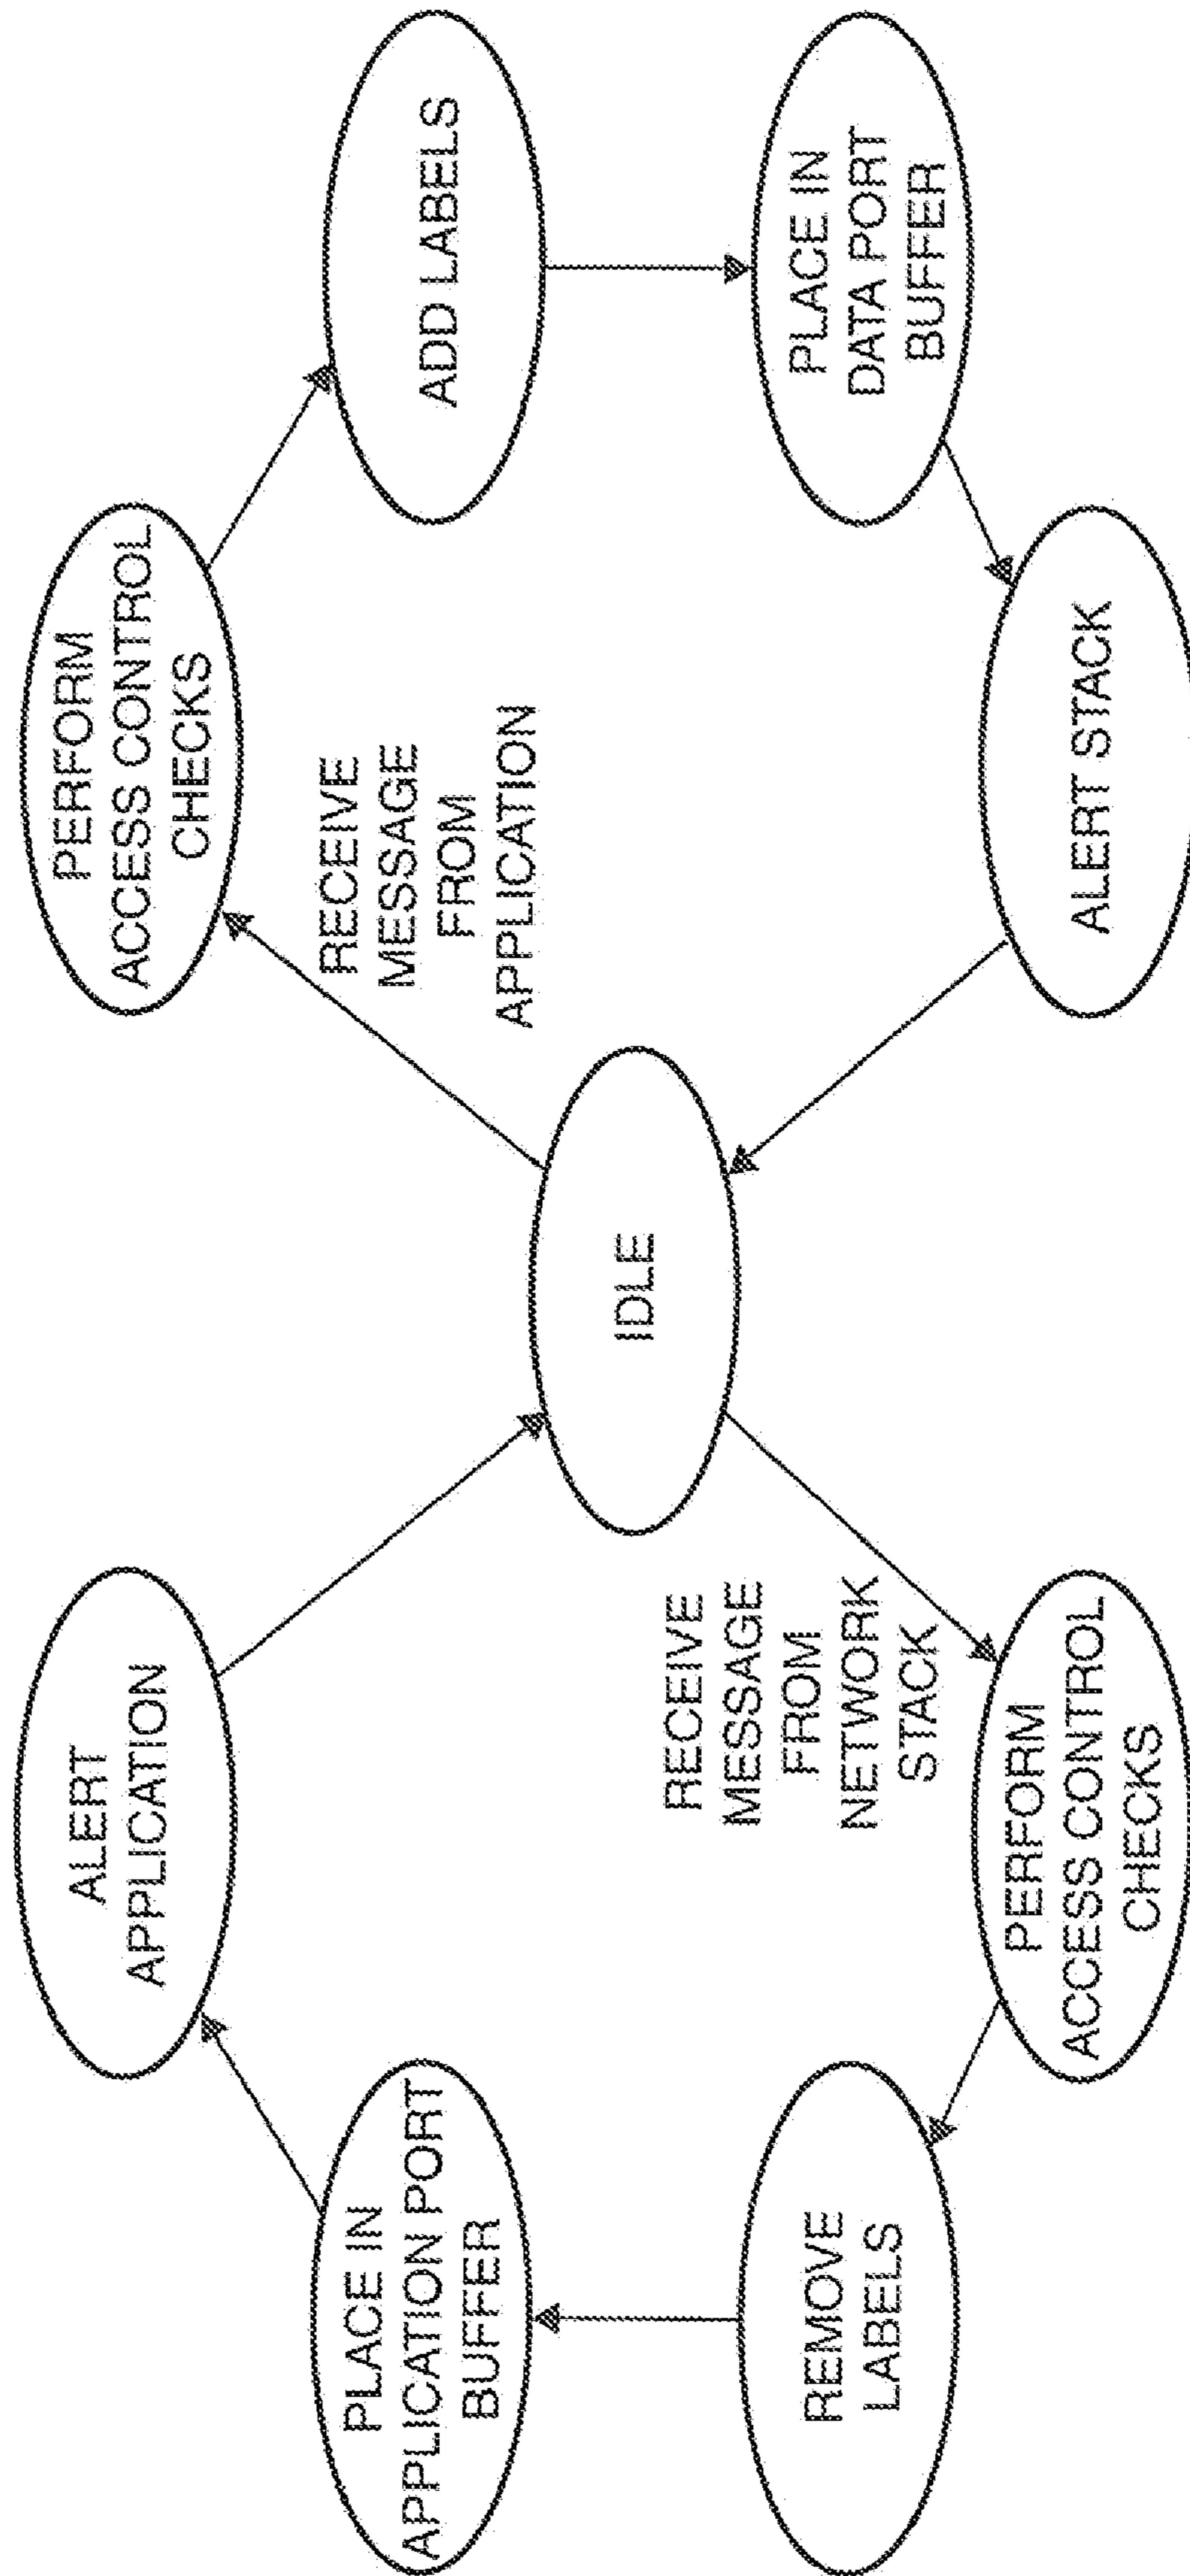 ALERT
APPLICATION
PERFORM
ACCESS CONTROL
CHECKS
PLACE IN
APPLICATION PORT
BUFFER
RECEIVE
MESSAGE
FROM
APPLICATION
ADD LABELS
IDLE
REMOVE
LABELS
RECEIVE
MESSAGE
FROM
NETWORK
STACK
PLACE IN
DATA PORT
BUFFER
PERFORM
ACCESS CONTROL
CHECKS
ALERT STACK